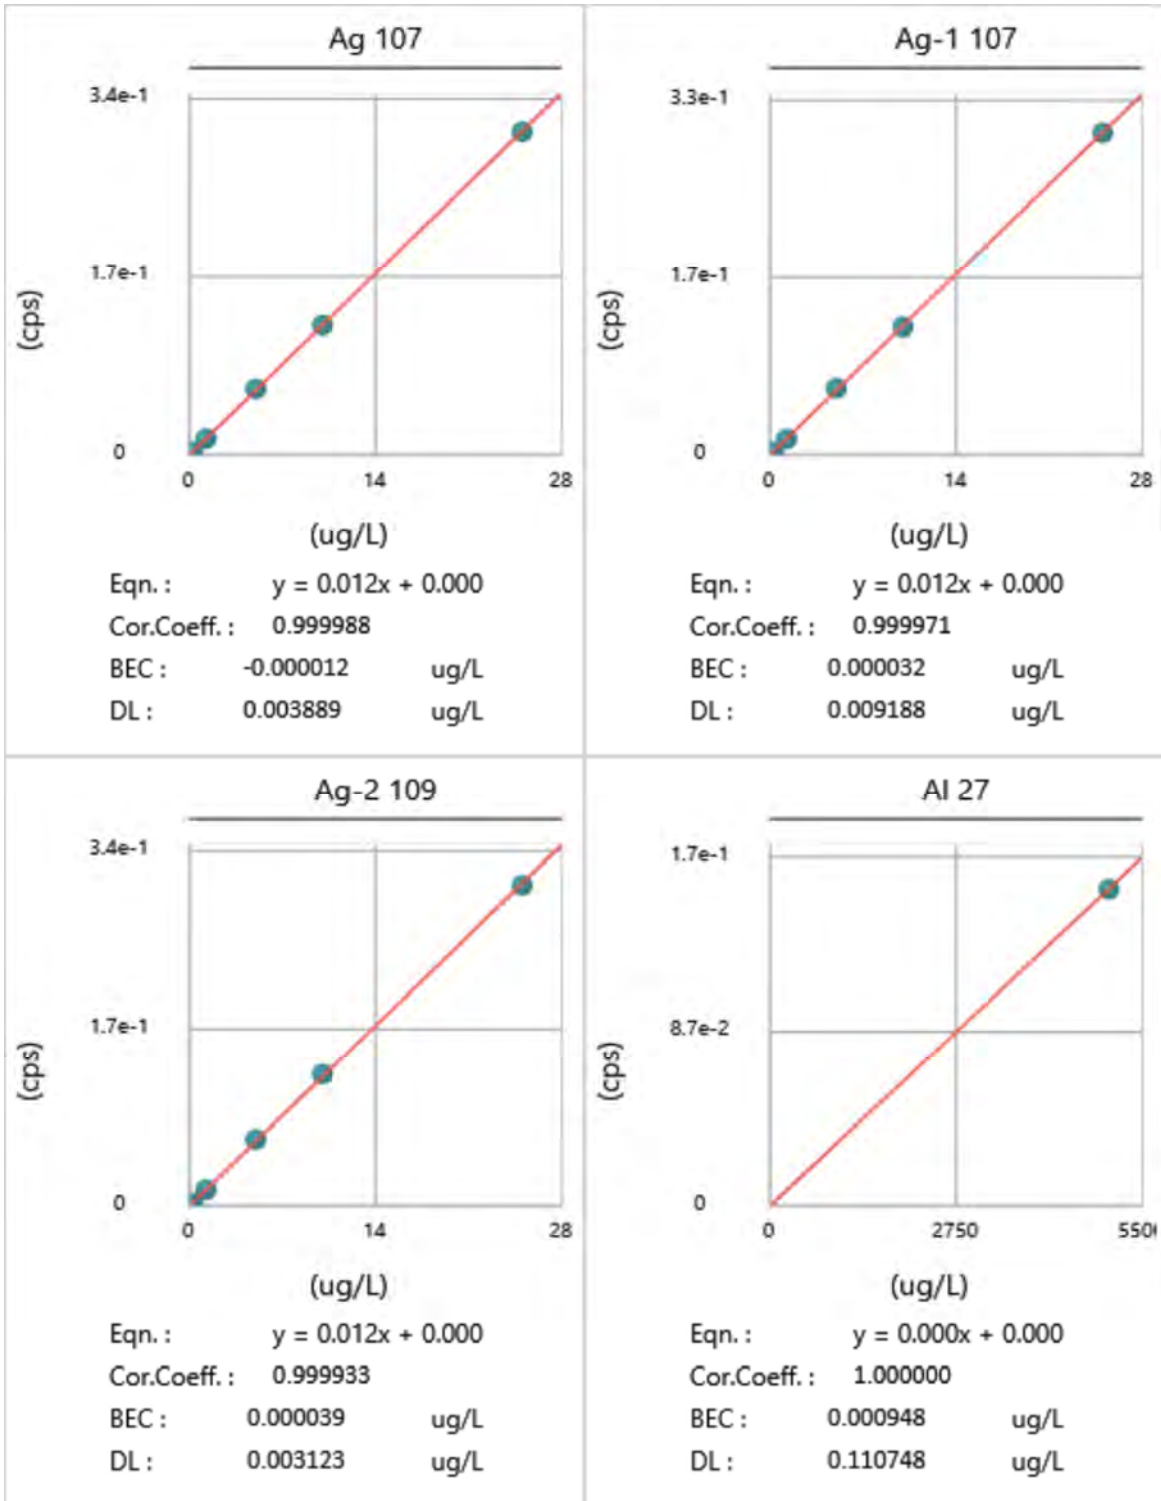 Ag 107
3.4e-1
1.7e-1
0
(cps)
0 14 28
(ug/L)
Eqn. : y = 0.012x + 0.000
Cor.Coeff. : 0.999988
BEC : -0.000012 ug/L
DL : 0.003889 ug/L
Ag-1 107
3.3e-1
1.7e-1
0
(cps)
0 14 28
(ug/L)
Eqn. : y = 0.012x + 0.000
Cor.Coeff. : 0.999971
BEC : 0.000032 ug/L
DL : 0.009188 ug/L
Ag-2 109
3.4e-1
1.7e-1
0
(cps)
0 14 28
(ug/L)
Eqn. : y = 0.012x + 0.000
Cor.Coeff. : 0.999933
BEC : 0.000039 ug/L
DL : 0.003123 ug/L
Al 27
1.7e-1
8.7e-2
0
(cps)
0 2750
(ug/L)
Eqn. : y = 0.000x + 0.000
Cor.Coeff. : 1.000000
BEC : 0.000948 ug/L
DL : 0.110748 ug/L